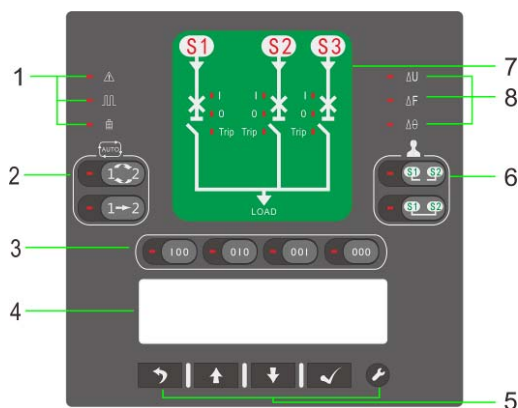 S1 S2 S3
1
7
ΔU
I I I
ΔF
8
0 0 0
Δθ
Trip Trip Trip
AUTO
2
1 2
S1 S2
6
1 2
S1 S2
LOAD
3
100 010 001 000
4
5